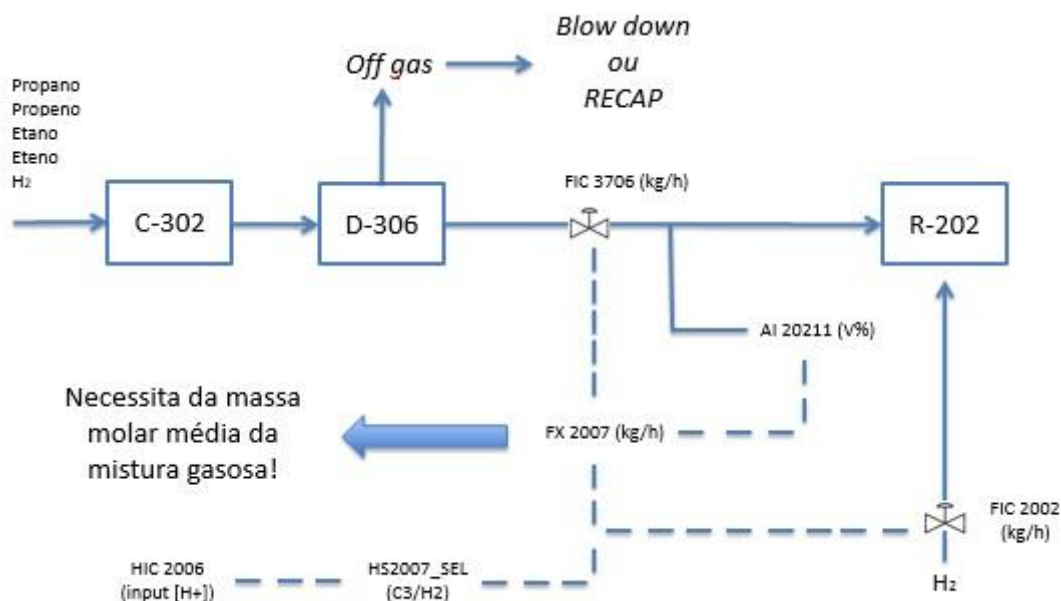 Blow down
ou
RECAP
Off gas
Propano
Propeno
Etano
Eteno
H₂
C-302
D-306
FIC 3706 (kg/h)
R-202
AI 20211 (V%)
Necessita da massa
molar média da
mistura gasosa!
FX 2007 (kg/h)
FIC 2002
(kg/h)
HIC 2006
(input [H+])
HS2007_SEL
(C3/H2)
H₂